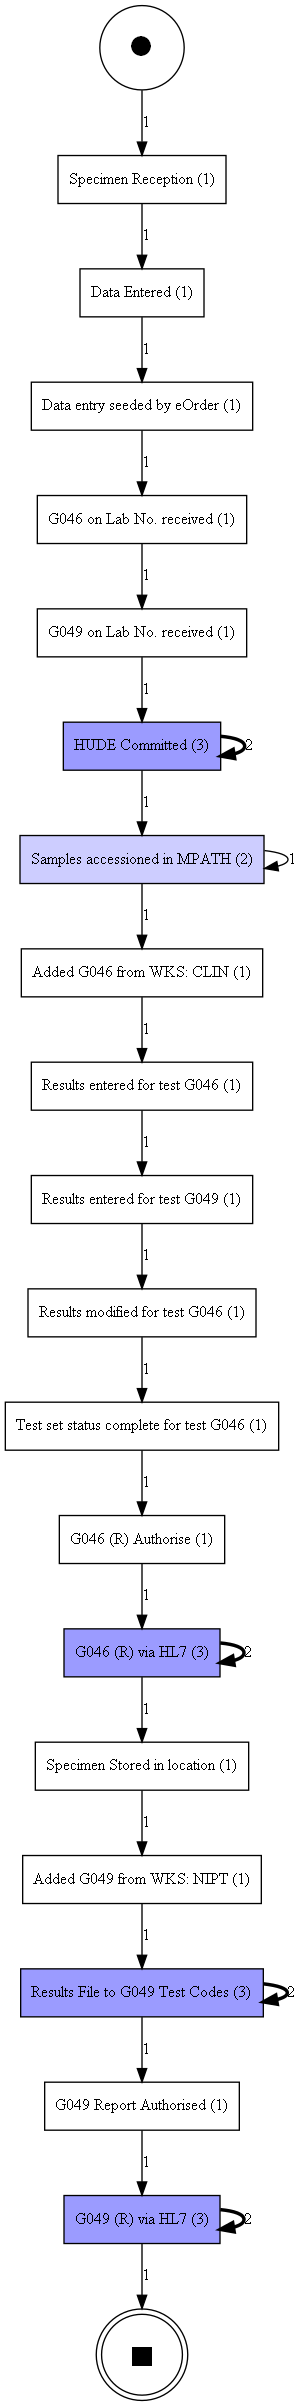 1
Specimen Reception (1)
1
Data Entered (1)
1
Data entry seeded by eOrder (1)
1
G046 on Lab No. received (1)
1
G049 on Lab No. received (1)
1
HUDE Committed (3) 2
1
Samples accessioned in MPATH (2) 1
1
Added G046 from WKS: CLIN (1)
1
Results entered for test G046 (1)
1
Results entered for test G049 (1)
1
Results modified for test G046 (1)
1
Test set status complete for test G046 (1)
1
G046 (R) Authorise (1)
1
G046 (R) via HL7 (3) 2
1
Specimen Stored in location (1)
1
Added G049 from WKS: NIPT (1)
1
Results File to G049 Test Codes (3) 2
1
G049 Report Authorised (1)
1
G049 (R) via HL7 (3) 2
1